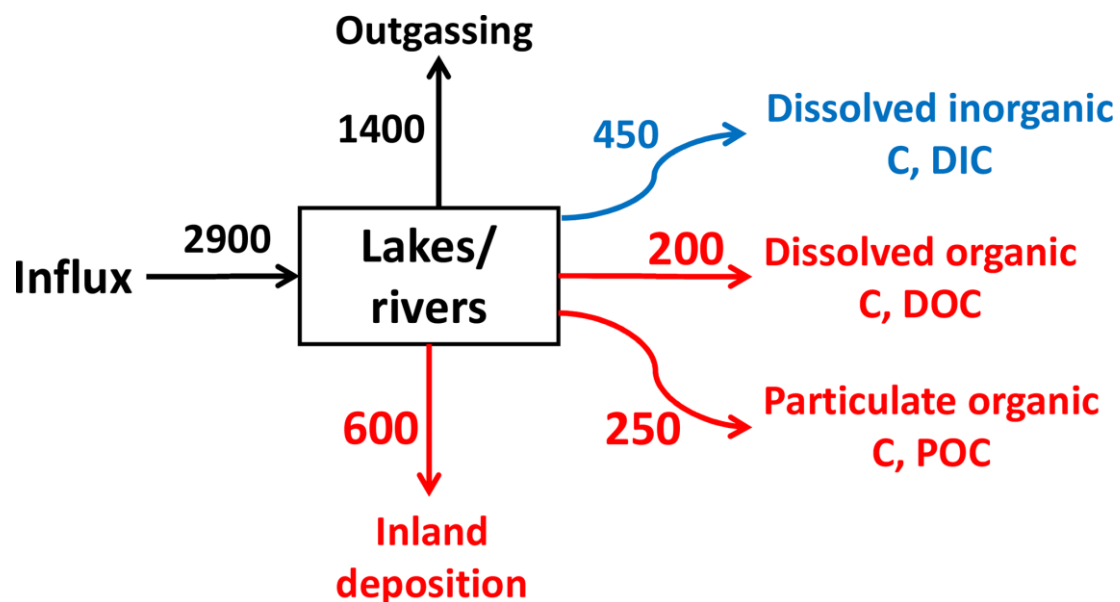 Outgassing
1400
450
Dissolved inorganic
C, DIC
2900
Influx
Lakes/
rivers
200
Dissolved organic
C, DOC
600
250
Particulate organic
C, POC
Inland
deposition